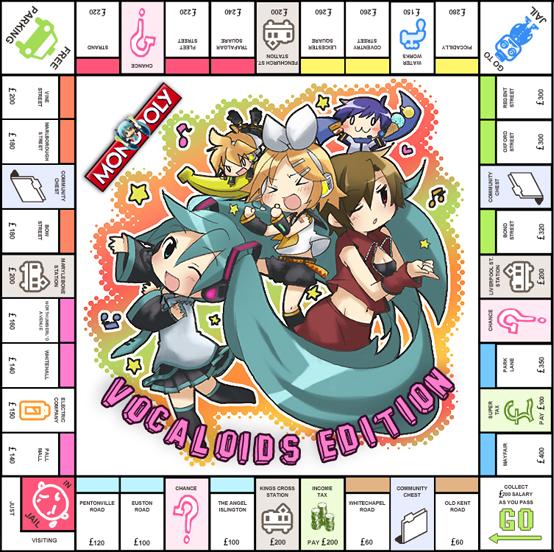 FREE
PARKING
STRAND
£220
CHANCE
FLEET
STREET
£220
TRAFALGAR
SQUARE
£240
FENCHURCH ST
STATION
£200
LEICESTER
SQUARE
£260
COVENTRY
STREET
£260
WATER
WORKS
£150
PICCADILLY
£280
GO TO
JAIL
VINE
STREET
£200
MARLBOROUGH
STREET
£180
COMMUNITY
CHEST
BOW
STREET
£180
MARYLEBONE
STATION
£200
NORTHUMBERL'D
AVENUE
£160
WHITEHALL
£140
ELECTRIC
COMPANY
£150
PALL
MALL
£140
MONOPOLY
VOCALOIDS EDITION
REGENT
STREET
£300
OXFORD
STREET
£300
COMMUNITY
CHEST
BOND
STREET
£320
LIVERPOOL ST.
STATION
£200
CHANCE
PARK
LANE
£350
SUPER
TAX
PAY £100
MAYFAIR
£400
IN
JAIL
JUST
VISITING
PENTONVILLE
ROAD
£120
EUSTON
ROAD
£100
CHANCE
THE ANGEL
ISLINGTON
£100
KINGS CROSS
STATION
£200
INCOME
TAX
PAY £200
WHITECHAPEL
ROAD
£60
COMMUNITY
CHEST
OLD KENT
ROAD
£60
COLLECT
£200 SALARY
AS YOU PASS
GO